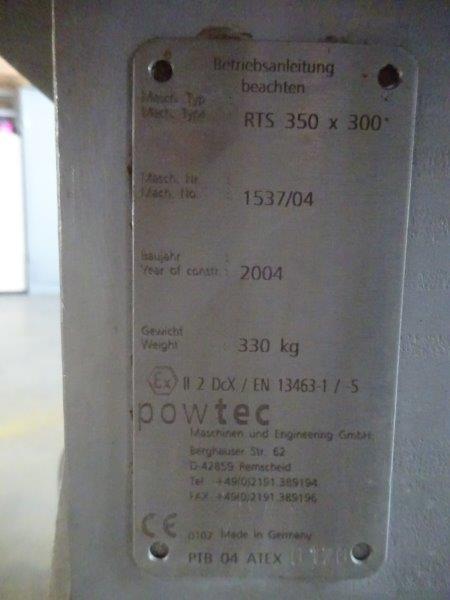 Betriebsanleitung
beachten
Masch. Typ :
Mach. Type : RTS 350 x 300
Masch. Nr. :
Mach. No. : 1537/04
Baujahr :
Year of constr. : 2004
Gewicht
Weight : 330 kg
Ex II 2 DcX / EN 13463-1 / -5
powtec
Maschinen und Engineering GmbH
Berghauser Str. 62
D-42859 Remscheid
Tel. +49(0)2191.389194
FAX +49(0)2191.389196
CE 0102 Made in Germany
PTB 04 ATEX